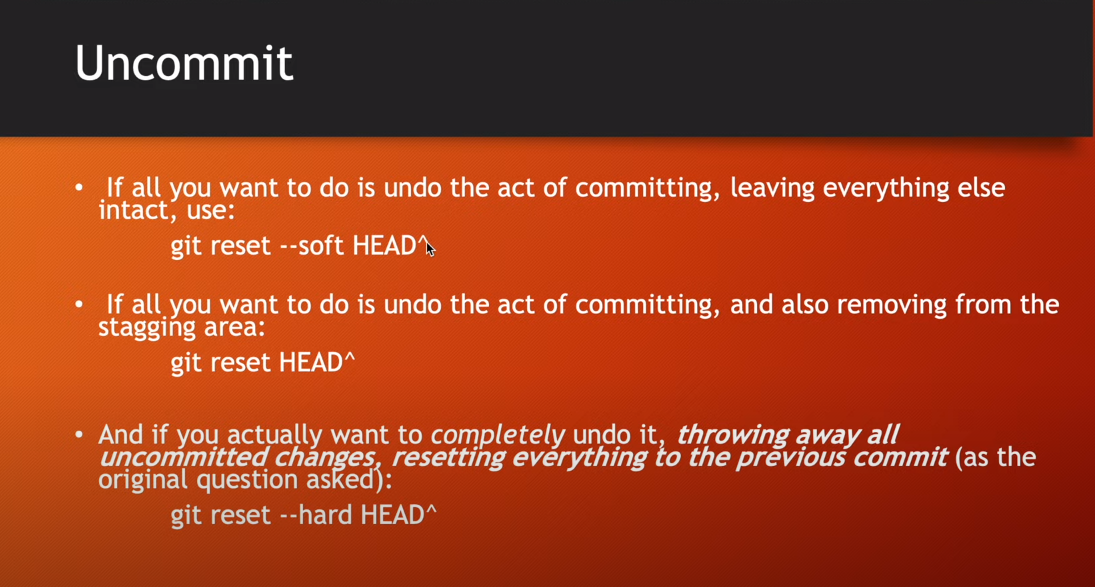 Uncommit
• If all you want to do is undo the act of committing, leaving everything else
intact, use:
git reset --soft HEAD^
• If all you want to do is undo the act of committing, and also removing from the
stagging area:
git reset HEAD^
• And if you actually want to completely undo it, throwing away all
uncommitted changes, resetting everything to the previous commit (as the
original question asked):
git reset --hard HEAD^